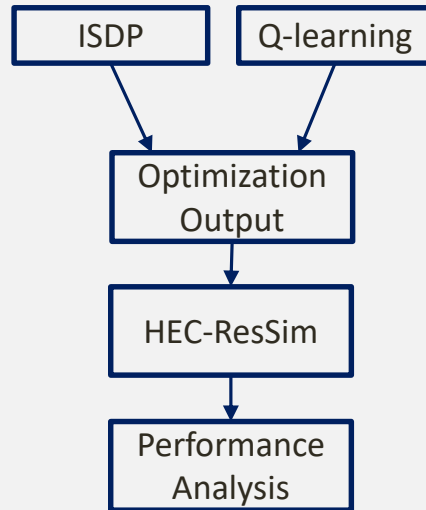 ISDP
Q-learning
Optimization
Output
HEC-ResSim
Performance
Analysis